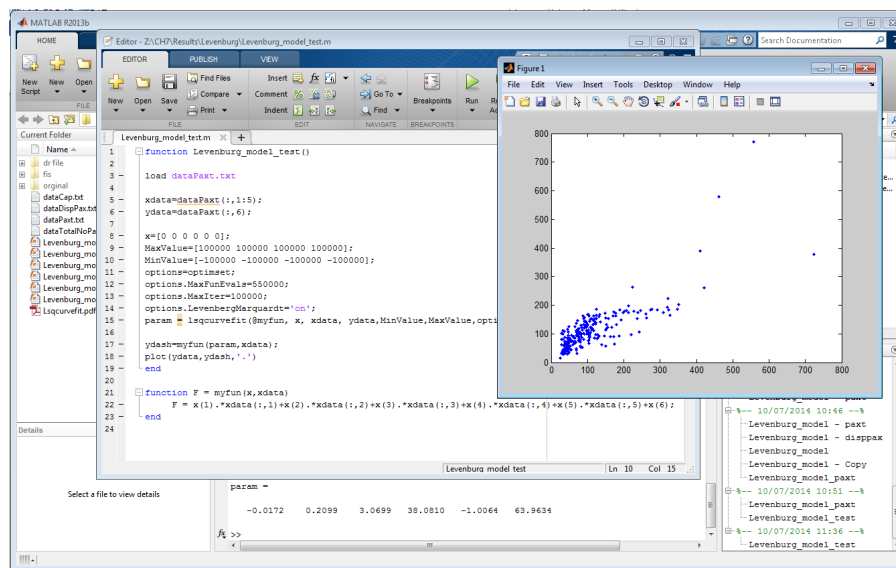 MATLAB R2013b
HOME
Search Documentation
New Script
New
Open
FILE
Current Folder
Name
dr file
fis
orginal
dataCap.txt
dataDispPax.txt
dataPaxt.txt
dataTotalNoPa
Levenburg_mo
Levenburg_mo
Levenburg_mo
Levenburg_mo
Levenburg_mo
Lsqcurvefit.pdf
Details
Select a file to view details
Editor - Z:\CH7\Results\Levenburg\Levenburg_model_test.m
EDITOR PUBLISH VIEW
New Open Save
Find Files
Compare
Print
Insert fx
Comment
Indent
Go To
Find
Breakpoints
Run
FILE EDIT NAVIGATE BREAKPOINTS
Levenburg_model_test.m
1 function Levenburg_model_test()
2
3 - load dataPaxt.txt
4
5 - xdata=dataPaxt(:,1:5);
6 - ydata=dataPaxt(:,6);
7
8 - x=[0 0 0 0 0 0];
9 - MaxValue=[100000 100000 100000 100000];
10 - MinValue=[-100000 -100000 -100000 -100000];
11 - options=optimset;
12 - options.MaxFunEvals=550000;
13 - options.MaxIter=100000;
14 - options.LevenbergMarquardt='on';
15 - param = lsqcurvefit(@myfun, x, xdata, ydata,MinValue,MaxValue,opti
16
17 - ydash=myfun(param,xdata);
18 - plot(ydata,ydash,'.')
19 - end
20
21 function F = myfun(x,xdata)
22 - F = x(1).*xdata(:,1)+x(2).*xdata(:,2)+x(3).*xdata(:,3)+x(4).*xdata(:,4)+x(5).*xdata(:,5)+x(6);
23 - end
24
Levenburg model test
Ln 10 Col 15
Figure 1
File Edit View Insert Tools Desktop Window Help
800
700
600
500
400
300
200
100
0
0 100 200 300 400 500 600 700 800
param =
-0.0172 0.2099 3.0699 38.0810 -1.0064 63.9634
fx >>
%-- 10/07/2014 10:46 --%
Levenburg_model - paxt
Levenburg_model - disppax
Levenburg_model
Levenburg_model - Copy
Levenburg_model_paxt
%-- 10/07/2014 10:51 --%
Levenburg_model_paxt
Levenburg_model_test
%-- 10/07/2014 11:36 --%
Levenburg_model_test